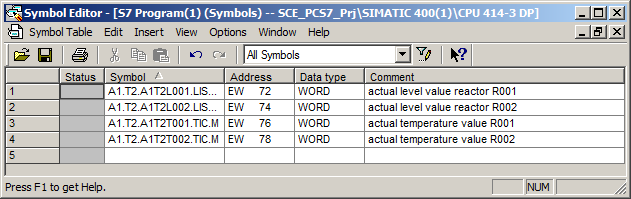 Symbol Editor - [S7 Program(1) (Symbols) -- SCE_PCS7_Prj\SIMATIC 400(1)\CPU 414-3 DP]
Symbol Table Edit Insert View Options Window Help
All Symbols
Status Symbol Address Data type Comment
1 A1.T2.A1T2L001.LIS... EW 72 WORD actual level value reactor R001
2 A1.T2.A1T2L002.LIS... EW 74 WORD actual level value reactor R002
3 A1.T2.A1T2T001.TIC.M EW 76 WORD actual temperature value R001
4 A1.T2.A1T2T002.TIC.M EW 78 WORD actual temperature value R002
5
Press F1 to get Help. NUM